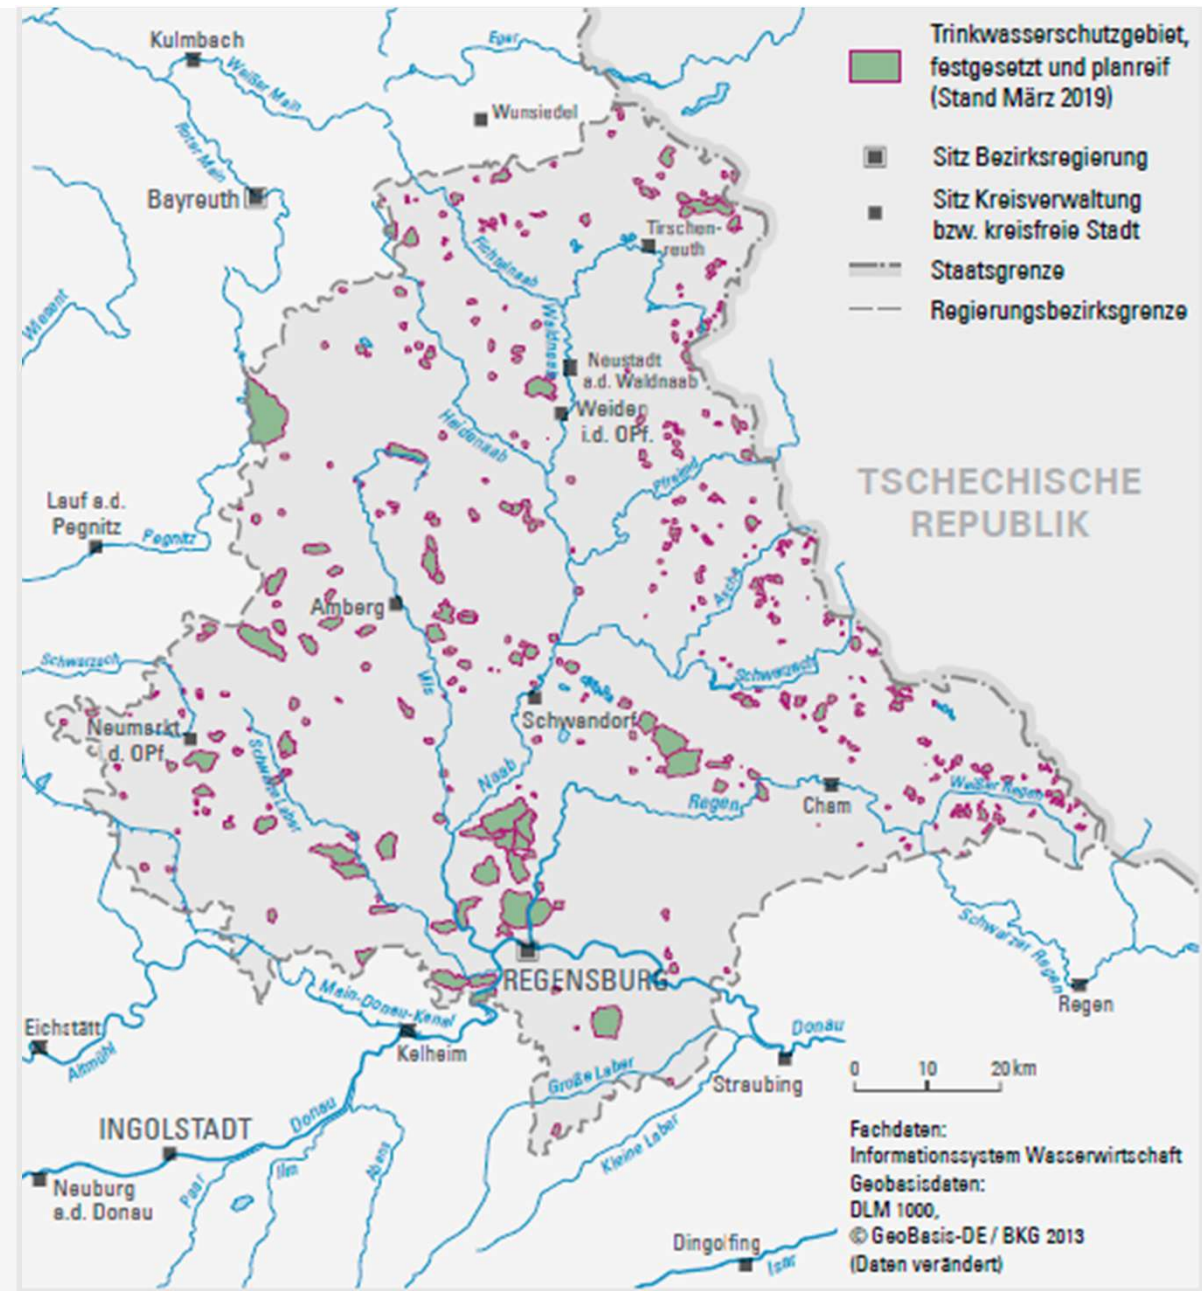 Trinkwasserschutzgebiet,
festgesetzt und planreif
(Stand März 2019)
Sitz Bezirksregierung
Sitz Kreisverwaltung
bzw. kreisfreie Stadt
Staatsgrenze
Regierungsbezirksgrenze
Kulmbach
Weißer Main
Eger
Wunsiedel
Roter Main
Bayreuth
Tirschen-
reuth
Fichtelnaab
Wiesent
Waldnaab
Neustadt
a.d. Waldnaab
Weiden
i.d. OPf.
Heidenaab
Pfreimd
TSCHECHISCHE
REPUBLIK
Lauf a.d.
Pegnitz
Pegnitz
Ascha
Amberg
Schwarzach
Schwarzach
Vils
Schwandorf
Neumarkt
d. OPf.
Schwarze Laber
Naab
Regen
Cham
Weißer Regen
Schwarzer Regen
Regen
REGENSBURG
Main-Donau-Kanal
Eichstätt
Altmühl
Kelheim
Donau
Straubing
Große Laber
0 10 20 km
INGOLSTADT
Donau
Kleine Laber
Neuburg
a.d. Donau
Paar
Ilm
Abens
Dingolfing
Isar
Fachdaten:
Informationssystem Wasserwirtschaft
Geobasisdaten:
DLM 1000,
© GeoBasis-DE / BKG 2013
(Daten verändert)